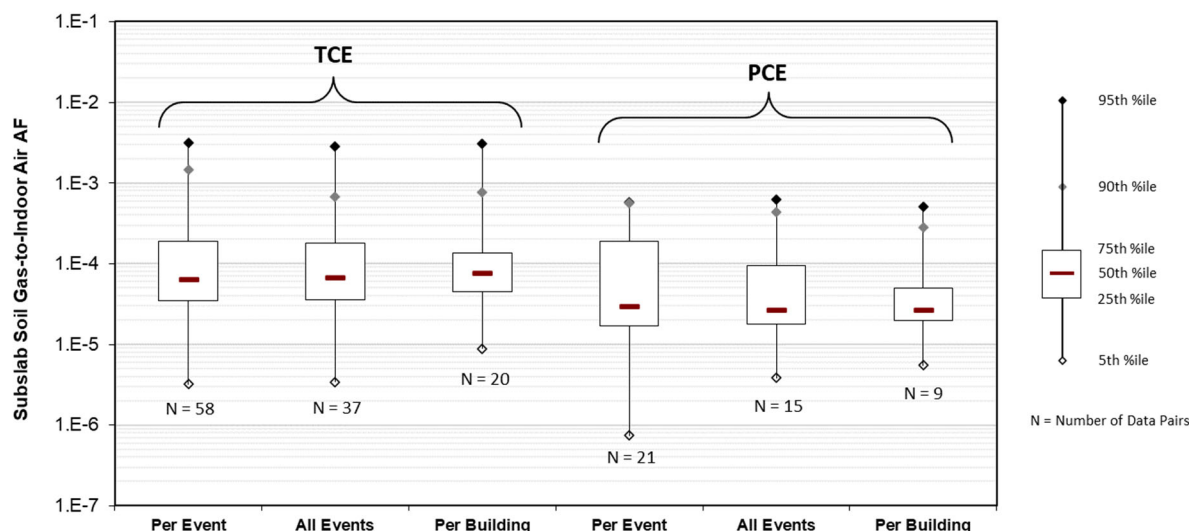 Subslab Soil Gas-to-Indoor Air AF
1.E-1
1.E-2
1.E-3
1.E-4
1.E-5
1.E-6
1.E-7
TCE
PCE
N = 58
N = 37
N = 20
N = 21
N = 15
N = 9
Per Event
All Events
Per Building
Per Event
All Events
Per Building
95th %ile
90th %ile
75th %ile
50th %ile
25th %ile
5th %ile
N = Number of Data Pairs